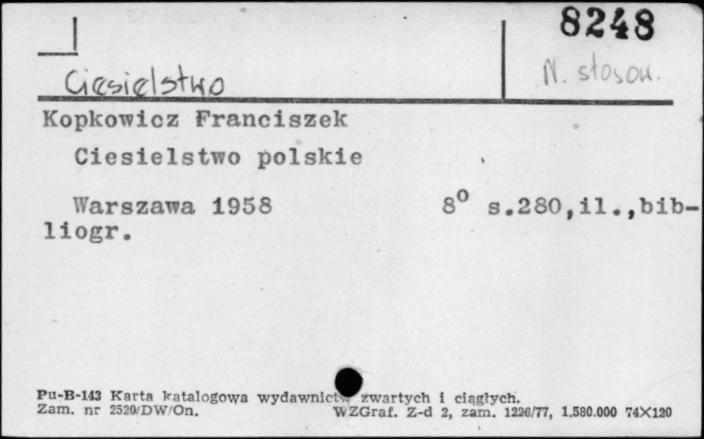 8248
Ciesielstwo
N. stosow.
Kopkowicz Franciszek
Ciesielstwo polskie
Warszawa 1958 8° s.280,il.,bib-
liogr.
Pu-B-143 Karta katalogowa wydawnictw zwartych i ciągłych.
Zam. nr 2520/DW/On. WZGraf. Z-d 2, zam. 1226/77, 1.580.000 74X120